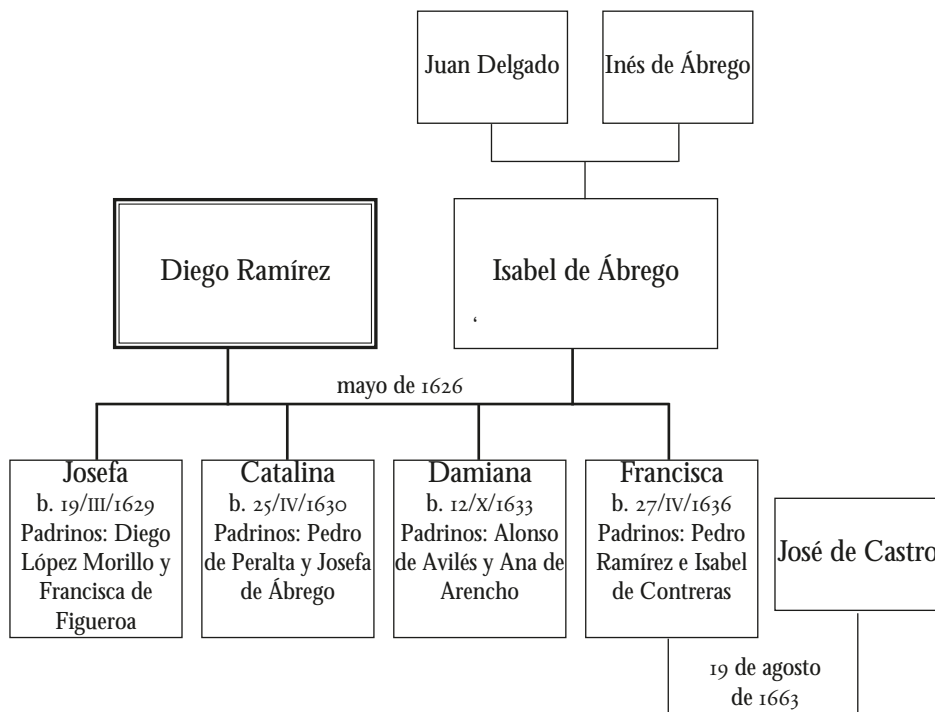 Juan Delgado
Inés de Ábrego
Diego Ramírez
Isabel de Ábrego
‘
mayo de 1626
Josefa
b. 19/III/1629
Padrinos: Diego
López Morillo y
Francisca de
Figueroa
Catalina
b. 25/IV/1630
Padrinos: Pedro
de Peralta y Josefa
de Ábrego
Damiana
b. 12/X/1633
Padrinos: Alonso
de Avilés y Ana de
Arencho
Francisca
b. 27/IV/1636
Padrinos: Pedro
Ramírez e Isabel
de Contreras
José de Castro
19 de agosto
de 1663